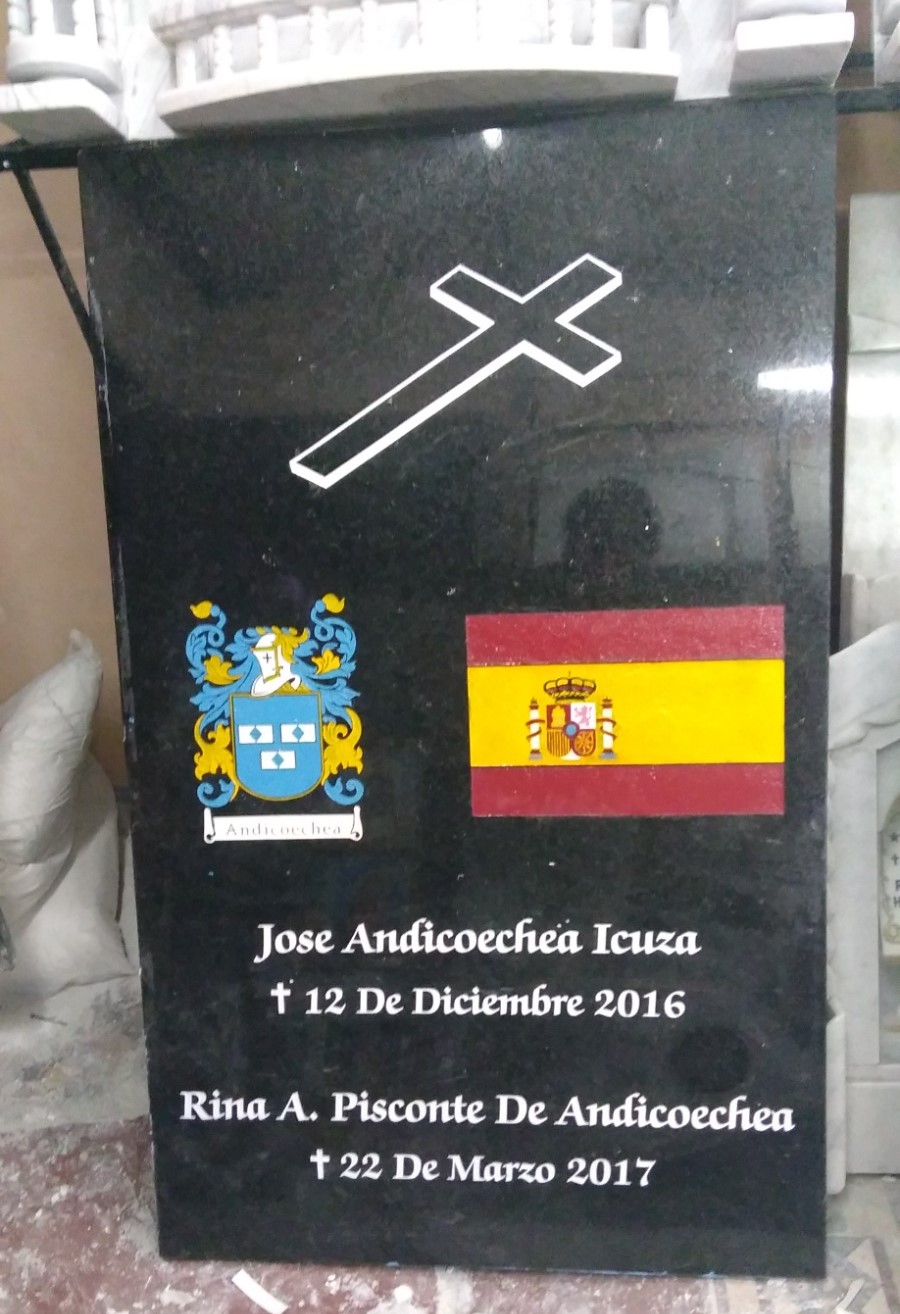 Andicoechea
Jose Andicoechea Icuza
✝ 12 De Diciembre 2016
Rina A. Pisconte De Andicoechea
✝ 22 De Marzo 2017